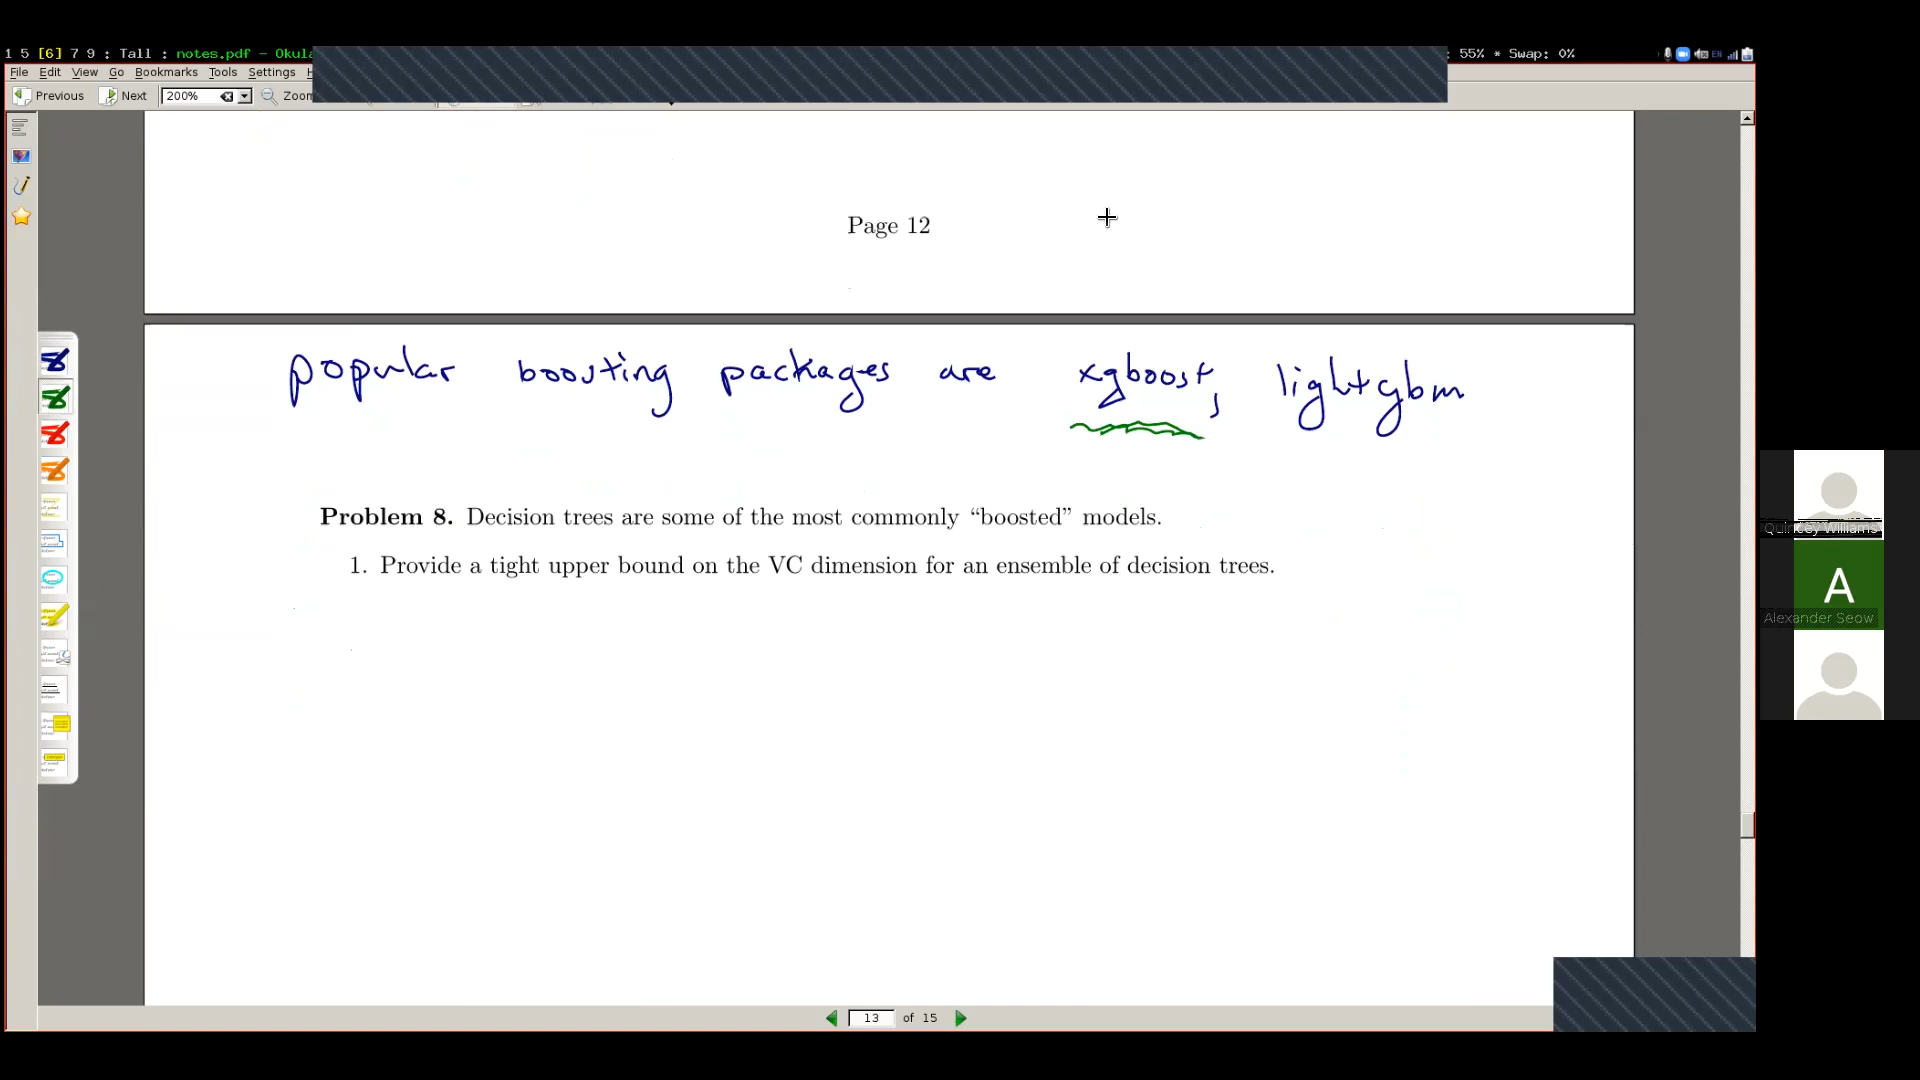 1 5 [6] 7 9 : Tall : notes.pdf - Okula
: 55% * Swap: 0%
EN
File Edit View Go Bookmarks Tools Settings H
Previous Next 200% Zoom
Page 12
popular boosting packages are xgboost, lightgbm
Problem 8. Decision trees are some of the most commonly “boosted” models.
1. Provide a tight upper bound on the VC dimension for an ensemble of decision trees.
Quincey Williams
A
Alexander Seow
13 of 15